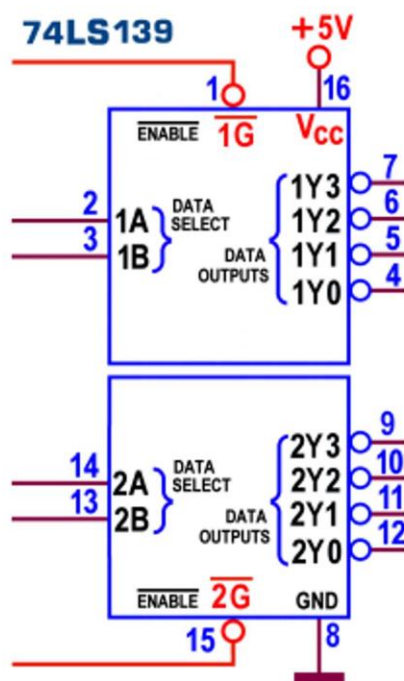 74LS139
+5V
1
16
ENABLE 1G
VCC
7
1Y3
6
2
1A
DATA
SELECT
1Y2
5
3
1B
DATA
OUTPUTS
1Y1
4
1Y0
9
2Y3
10
14
2A
DATA
SELECT
2Y2
11
13
2B
DATA
OUTPUTS
2Y1
12
2Y0
ENABLE 2G
GND
15
8